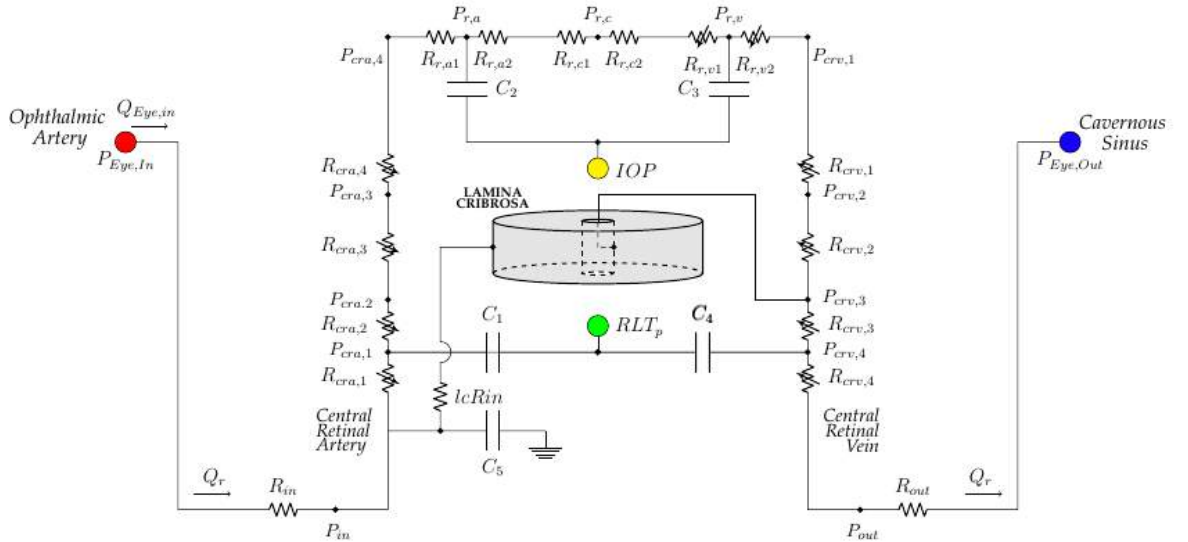 P_{r,a}
P_{r,c}
P_{r,v}
P_{cra,4}
R_{r,a1}
R_{r,a2}
R_{r,c1}
R_{r,c2}
R_{r,v1}
R_{r,v2}
P_{crv,1}
C_2
C_3
Q_{Eye,in}
Ophthalmic
Artery
P_{Eye,In}
Cavernous
Sinus
P_{Eye,Out}
R_{cra,4}
IOP
R_{crv,1}
P_{cra,3}
LAMINA
CRIBROSA
P_{crv,2}
R_{cra,3}
R_{crv,2}
P_{cra.2}
P_{crv,3}
R_{cra,2}
C_1
RLT_p
C_4
R_{crv,3}
P_{cra,1}
P_{crv,4}
R_{cra,1}
lcRin
R_{crv,4}
Central
Retinal
Artery
C_5
Central
Retinal
Vein
Q_r
R_{in}
P_{in}
R_{out}
Q_r
P_{out}